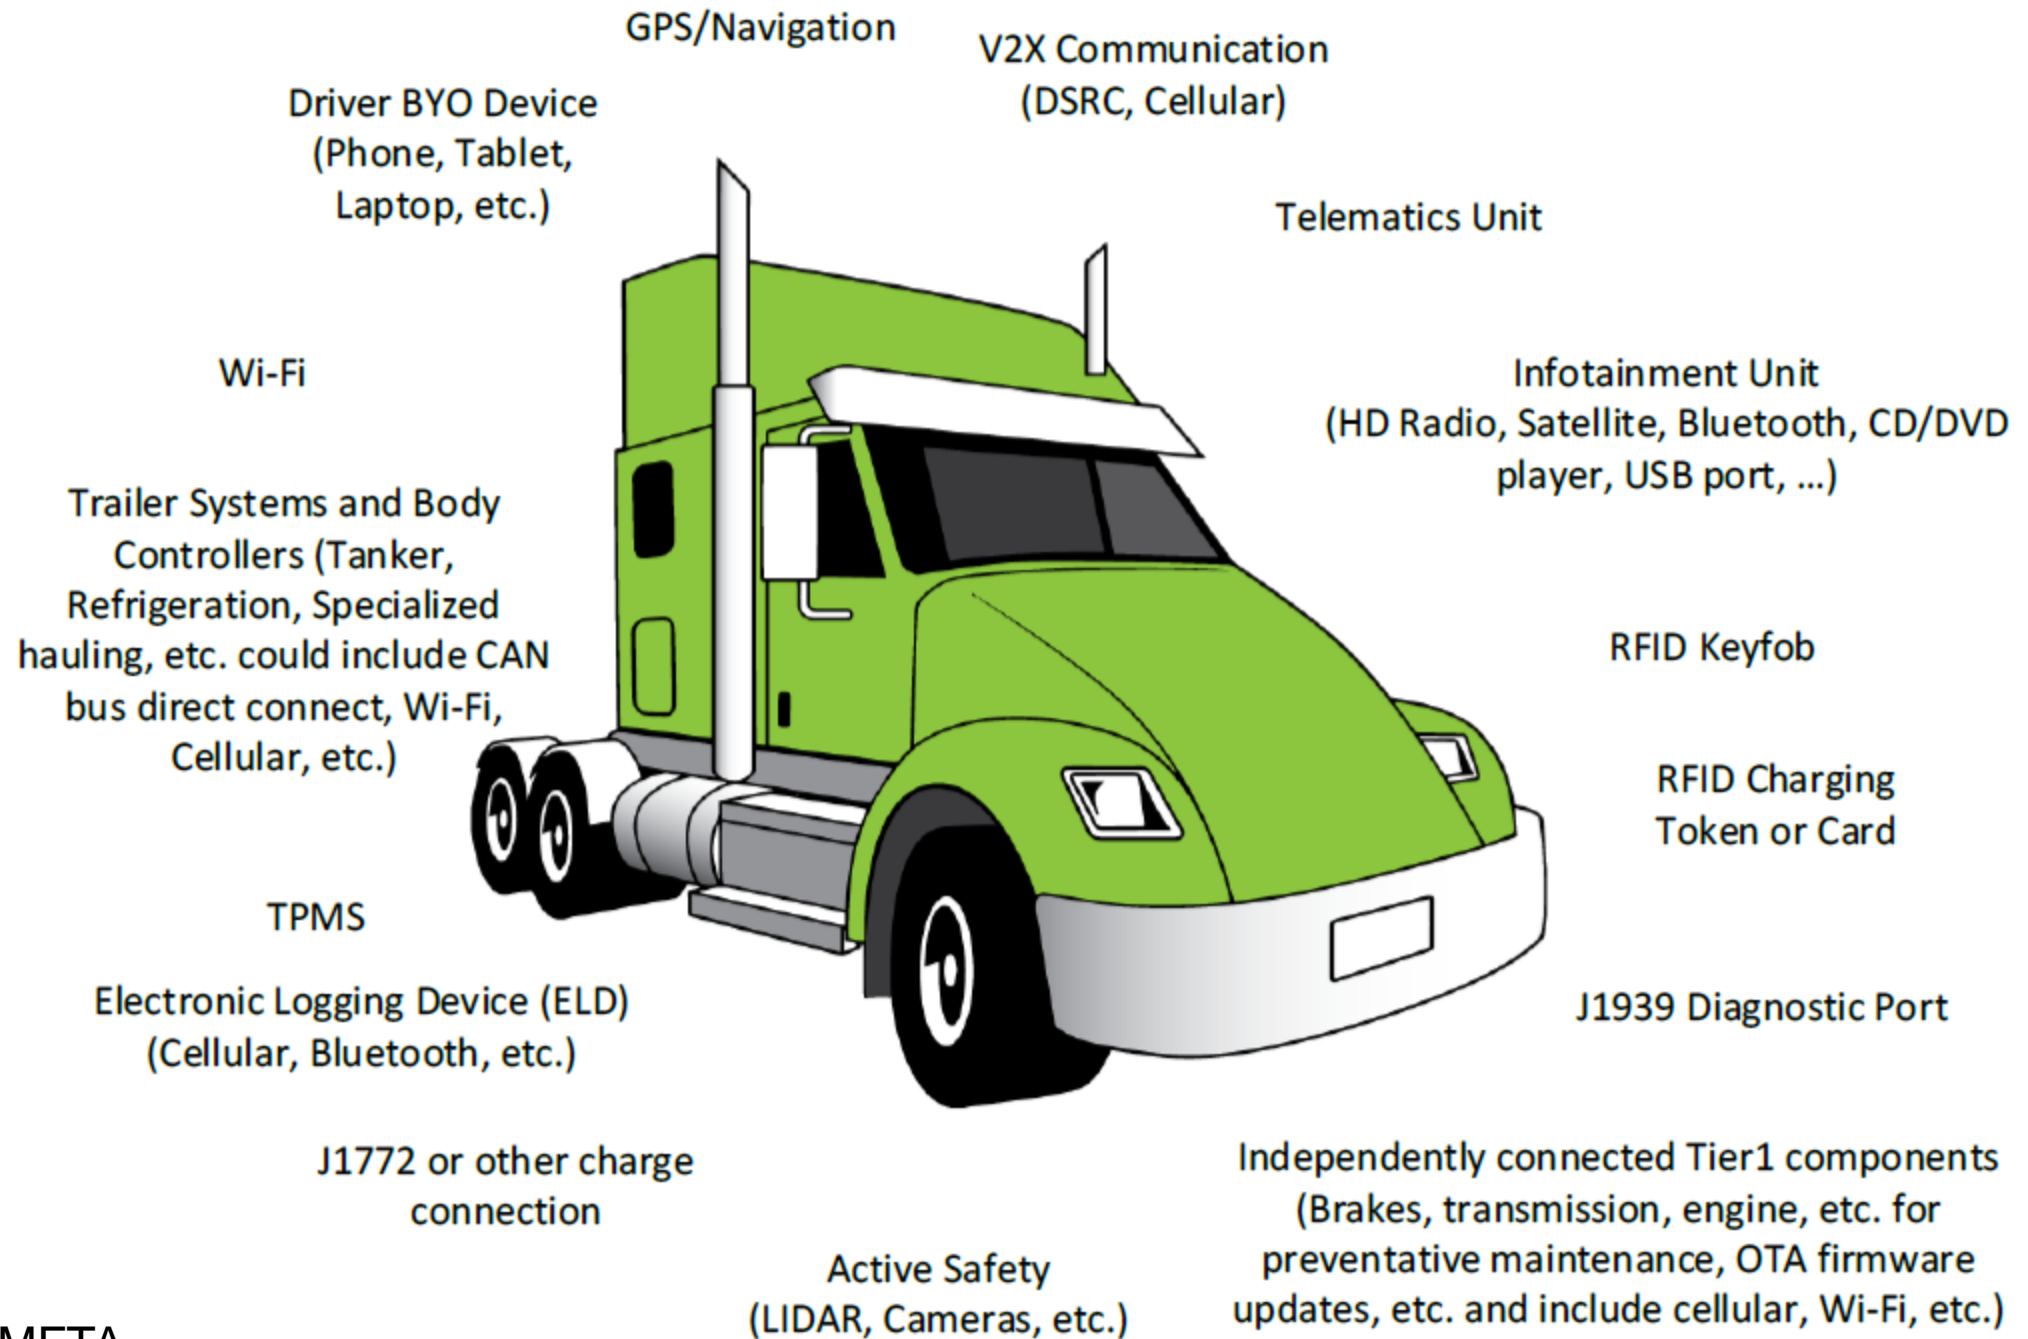 GPS/Navigation
V2X Communication
(DSRC, Cellular)
Driver BYO Device
(Phone, Tablet,
Laptop, etc.)
Telematics Unit
Wi-Fi
Infotainment Unit
(HD Radio, Satellite, Bluetooth, CD/DVD
player, USB port, ...)
Trailer Systems and Body
Controllers (Tanker,
Refrigeration, Specialized
hauling, etc. could include CAN
bus direct connect, Wi-Fi,
Cellular, etc.)
RFID Keyfob
RFID Charging
Token or Card
TPMS
Electronic Logging Device (ELD)
(Cellular, Bluetooth, etc.)
J1939 Diagnostic Port
J1772 or other charge
connection
Independently connected Tier1 components
(Brakes, transmission, engine, etc. for
preventative maintenance, OTA firmware
updates, etc. and include cellular, Wi-Fi, etc.)
Active Safety
(LIDAR, Cameras, etc.)